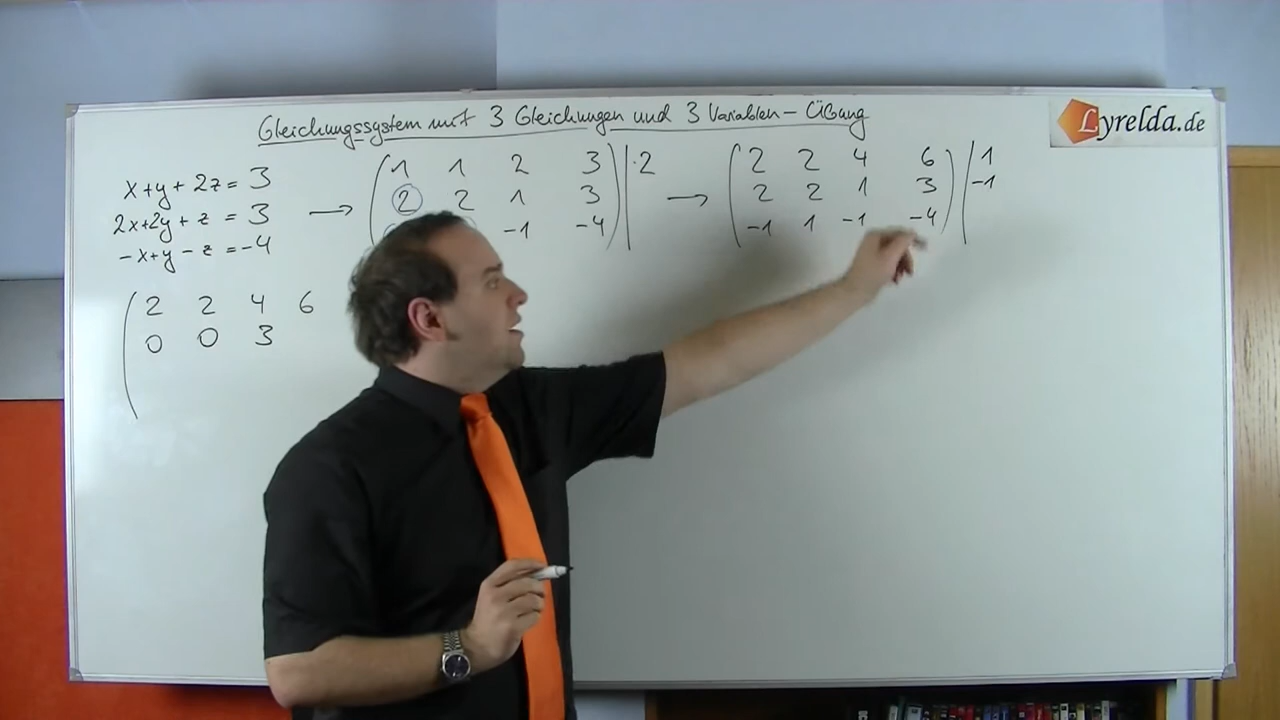 Gleichungssystem mit 3 Gleichungen und 3 Variablen - Übung
Lyrelda.de
x+y+2z=3
2x+2y+z=3
-x+y-z=-4
1 1 2 3 | ·2
2 2 1 3
-1 -4
2 2 4 6 | 1
2 2 1 3 | -1
-1 1 -1 -4
2 2 4 6
0 0 3